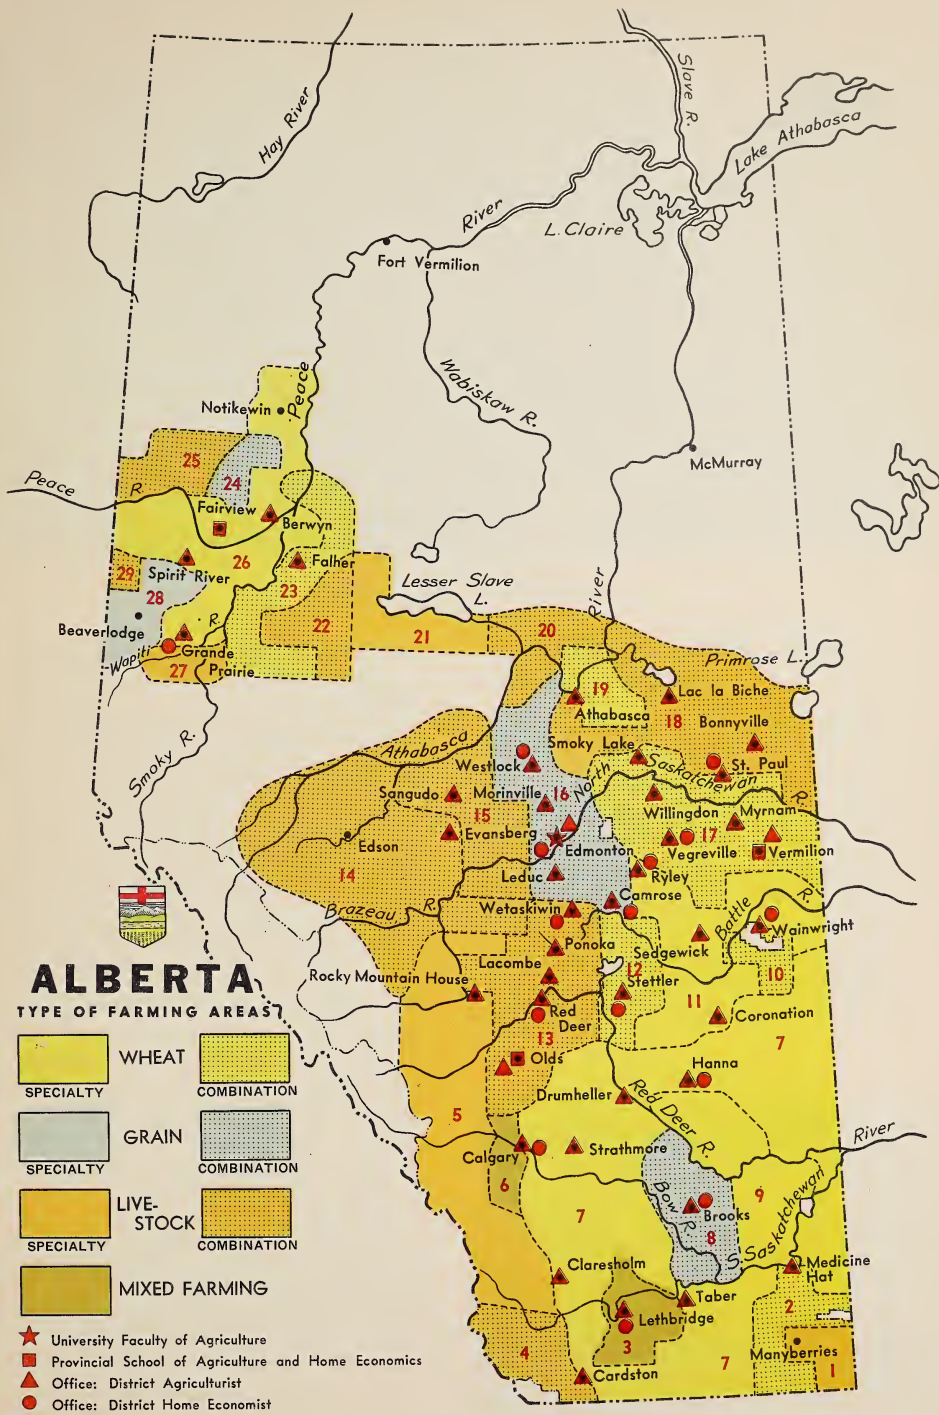 Hay River
Slave R.
Lake Athabasca
River
L. Claire
Fort Vermilion
Peace
Wabiskaw R.
Notikewin
McMurray
25
24
Peace
R.
Fairview
Berwyn
26
Falher
29
Spirit River
28
23
Lesser Slave
L.
River
Beaverlodge
R.
22
21
20
Wapiti
Grande
Prairie
27
Primrose L.
19
Lac la Biche
Athabasca
18
Bonnyville
Smoky R.
Athabasca
Smoky Lake
Westlock
St. Paul
North
Saskatchewan
R.
Sangudo
Morinville
16
15
Willingdon
Myrnam
Evansberg
17
Edson
Edmonton
Vegreville
Vermilion
14
Leduc
Ryley
Camrose
Brazeau
R.
Wetaskiwin
Battle
R.
Wainwright
Ponoka
Sedgewick
Lacombe
12
10
Rocky Mountain House
Stettler
11
Red
Deer
Coronation
13
7
Olds
Hanna
Drumheller
Red Deer R.
5
Calgary
Strathmore
River
6
9
7
Bow R.
Brooks
8
S. Saskatchewan
Claresholm
Medicine
Hat
Taber
2
Lethbridge
3
4
7
Manyberries
1
Cardston
ALBERTA
TYPE OF FARMING AREAS
WHEAT
SPECIALTY
COMBINATION
GRAIN
SPECIALTY
COMBINATION
LIVE-
STOCK
SPECIALTY
COMBINATION
MIXED FARMING
University Faculty of Agriculture
Provincial School of Agriculture and Home Economics
Office: District Agriculturist
Office: District Home Economist